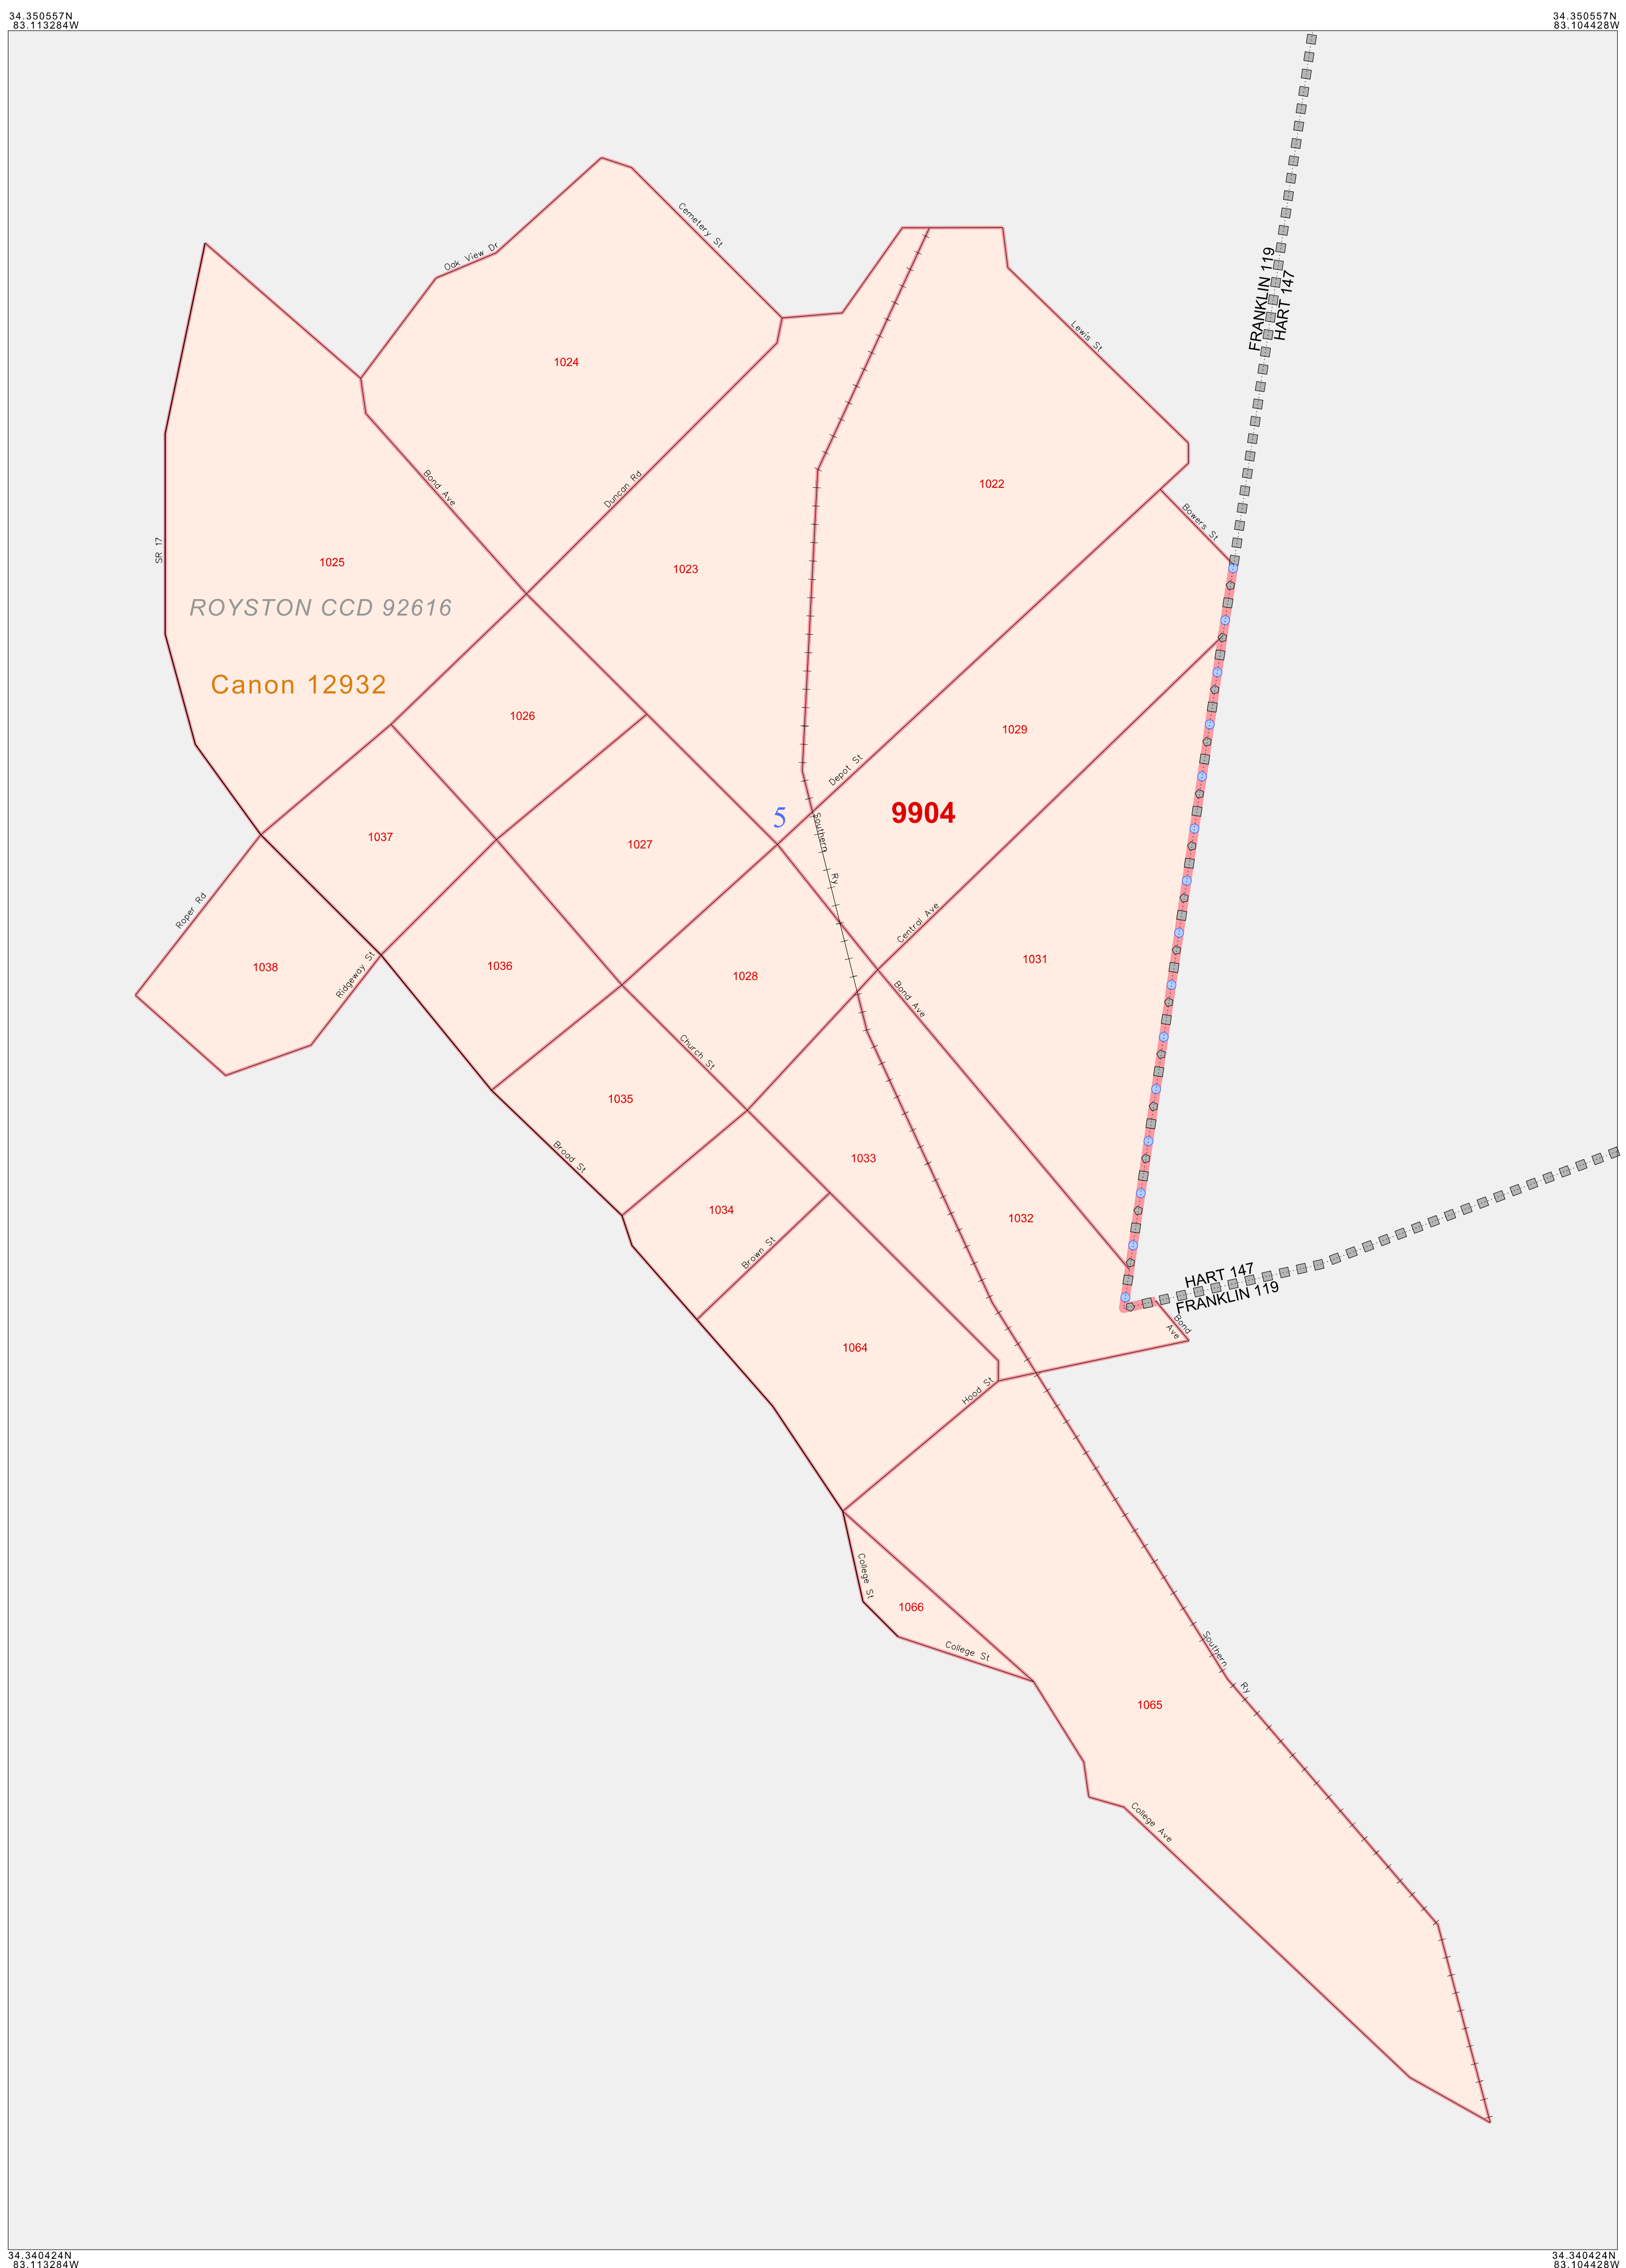 34.350557N
83.113284W
34.350557N
83.104428W
Cemetery St
Oak View Dr
FRANKLIN 119
HART 147
Lewis St
1024
Bond Ave
Duncan Rd
1022
Bowers St
SR 17
1025
1023
ROYSTON CCD 92616
Canon 12932
1026
1029
Depot St
5
9904
Southern Ry
1037
1027
Roper Rd
Central Ave
1038
Ridgeway St
1036
1028
1031
Bond Ave
Church St
1035
Broad St
1033
1034
1032
Brown St
HART 147
FRANKLIN 119
Bond
Ave
1064
Hood St
College St
1066
College St
Southern Ry
1065
College Ave
34.340424N
83.113284W
34.340424N
83.104428W